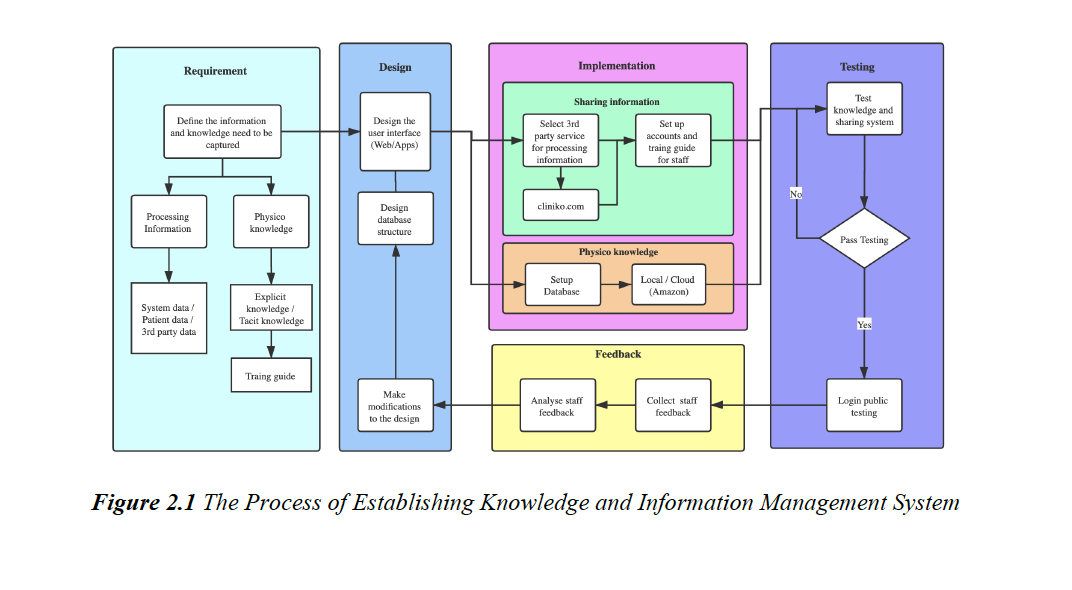 Requirement
Define the information
and knowledge need to be
captured
Processing
Information
Physico
knowledge
System data /
Patient data /
3rd party data
Explicit
knowledge /
Tacit knowledge
Traing guide
Design
Design the
user interface
(Web/Apps)
Design
database
structure
Make
modifications
to the design
Implementation
Sharing information
Select 3rd
party service
for processing
information
Set up
accounts and
traing guide
for staff
cliniko.com
Physico knowledge
Setup
Database
Local / Cloud
(Amazon)
Feedback
Analyse staff
feedback
Collect staff
feedback
Testing
Test
knowledge and
sharing system
No
Pass Testing
Yes
Login public
testing
Figure 2.1 The Process of Establishing Knowledge and Information Management System